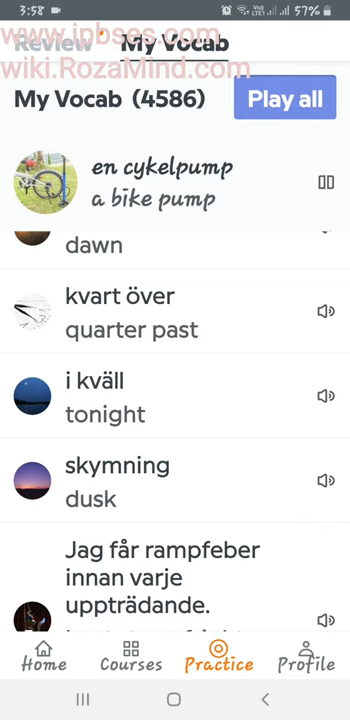 3:58
57%
www.ipbses.com
Review My Vocab
wiki.RozaMind.com
My Vocab (4586)
Play all
en cykelpump
a bike pump
dawn
kvart över
quarter past
i kväll
tonight
skymning
dusk
Jag får rampfeber
innan varje
uppträdande.
Home Courses Practice Profile